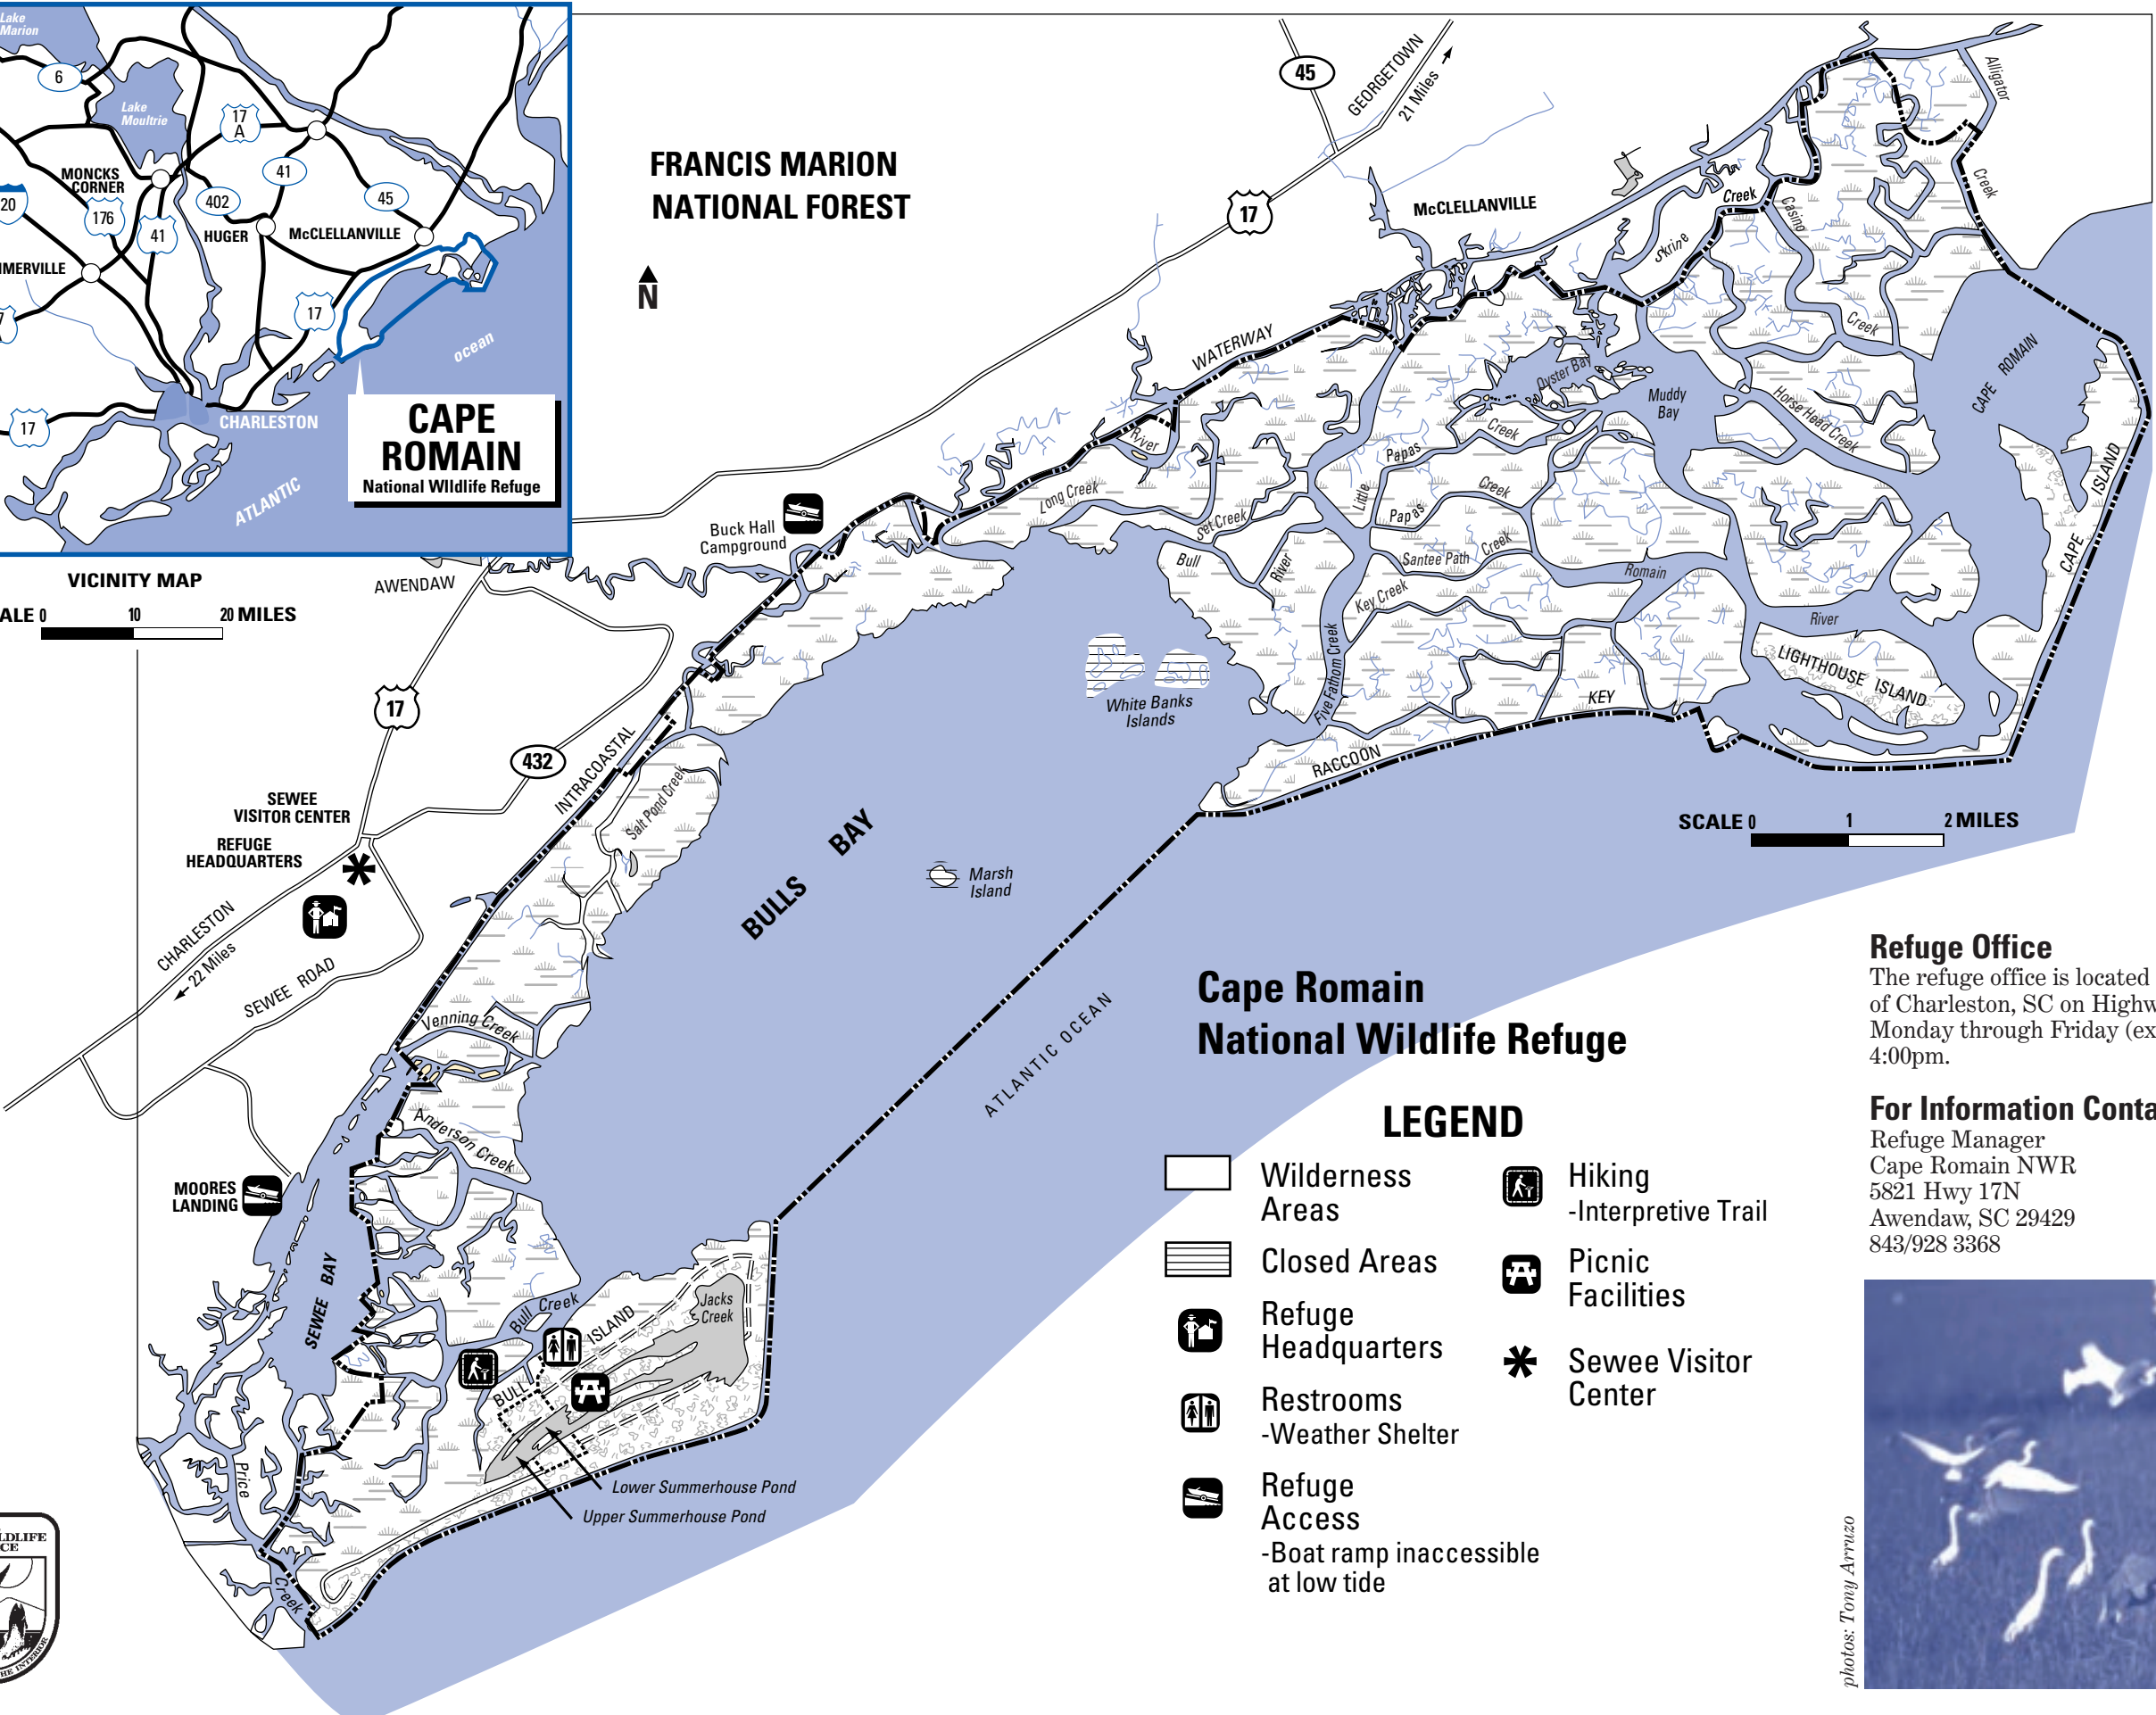 Lake
Marion
6
Lake
Moultrie
17
A
MONCKS
CORNER
176
41
402
41
45
20
HUGER
McCLELLANVILLE
17
17
CHARLESTON
ocean
ATLANTIC
CAPE
ROMAIN
National WIldlife Refuge
VICINITY MAP
0 10 20 MILES
FRANCIS MARION
NATIONAL FOREST
N
45
GEORGETOWN
21 Miles
17
McCLELLANVILLE
Alligator
Creek
Creek
Casino
Skrine
Creek
WATERWAY
Oyster Bay
Muddy
Bay
Horse Head Creek
CAPE ROMAIN
CAPE ISLAND
River
Long Creek
Set Creek
Bull
River
Little
Papas
Creek
Papas
Creek
Santee Path
Creek
Key Creek
Romain
River
Five Fathom Creek
LIGHTHOUSE ISLAND
RACCOON
KEY
White Banks
Islands
SCALE 0 1 2 MILES
Buck Hall
Campground
AWENDAW
17
432
INTRACOASTAL
Salt Pond Creek
SEWEE
VISITOR CENTER
REFUGE
HEADQUARTERS
CHARLESTON
22 Miles
SEWEE ROAD
BULLS BAY
Marsh
Island
ATLANTIC OCEAN
Venning Creek
Anderson Creek
MOORES
LANDING
SEWEE BAY
Bull Creek
BULL
ISLAND
Jacks
Creek
Price
Creek
Lower Summerhouse Pond
Upper Summerhouse Pond
Cape Romain
National Wildlife Refuge
LEGEND
Wilderness
Areas
Closed Areas
Refuge
Headquarters
Restrooms
-Weather Shelter
Refuge
Access
-Boat ramp inaccessible
at low tide
Hiking
-Interpretive Trail
Picnic
Facilities
Sewee Visitor
Center
Refuge Office
The refuge office is located
of Charleston, SC on
Monday through Friday
4:00pm.
For Information
Refuge Manager
Cape Romain NWR
5821 Hwy 17N
Awendaw, SC 29429
843/928 3368
photos: Tony Arruzo